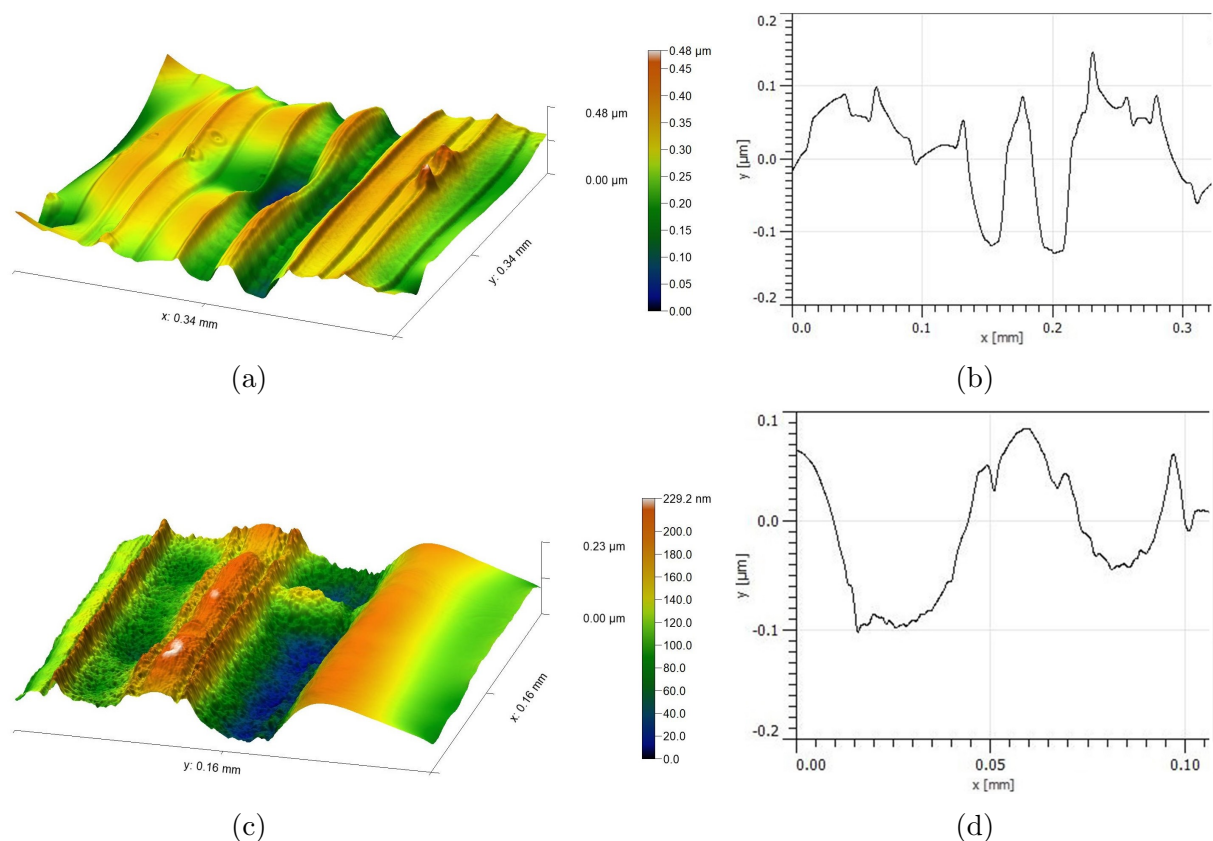 0.48 µm
0.45
0.40
0.35
0.30
0.25
0.20
0.15
0.10
0.05
0.00
0.48 µm
0.00 µm
x: 0.34 mm
y: 0.34 mm
(a)
0.2
0.1
0.0
-0.1
-0.2
y [µm]
0.0 0.1 0.2 0.3
x [mm]
(b)
229.2 nm
200.0
180.0
160.0
140.0
120.0
100.0
80.0
60.0
40.0
20.0
0.0
0.23 µm
0.00 µm
y: 0.16 mm
x: 0.16 mm
(c)
0.1
0.0
-0.1
-0.2
y [µm]
0.00 0.05 0.10
x [mm]
(d)